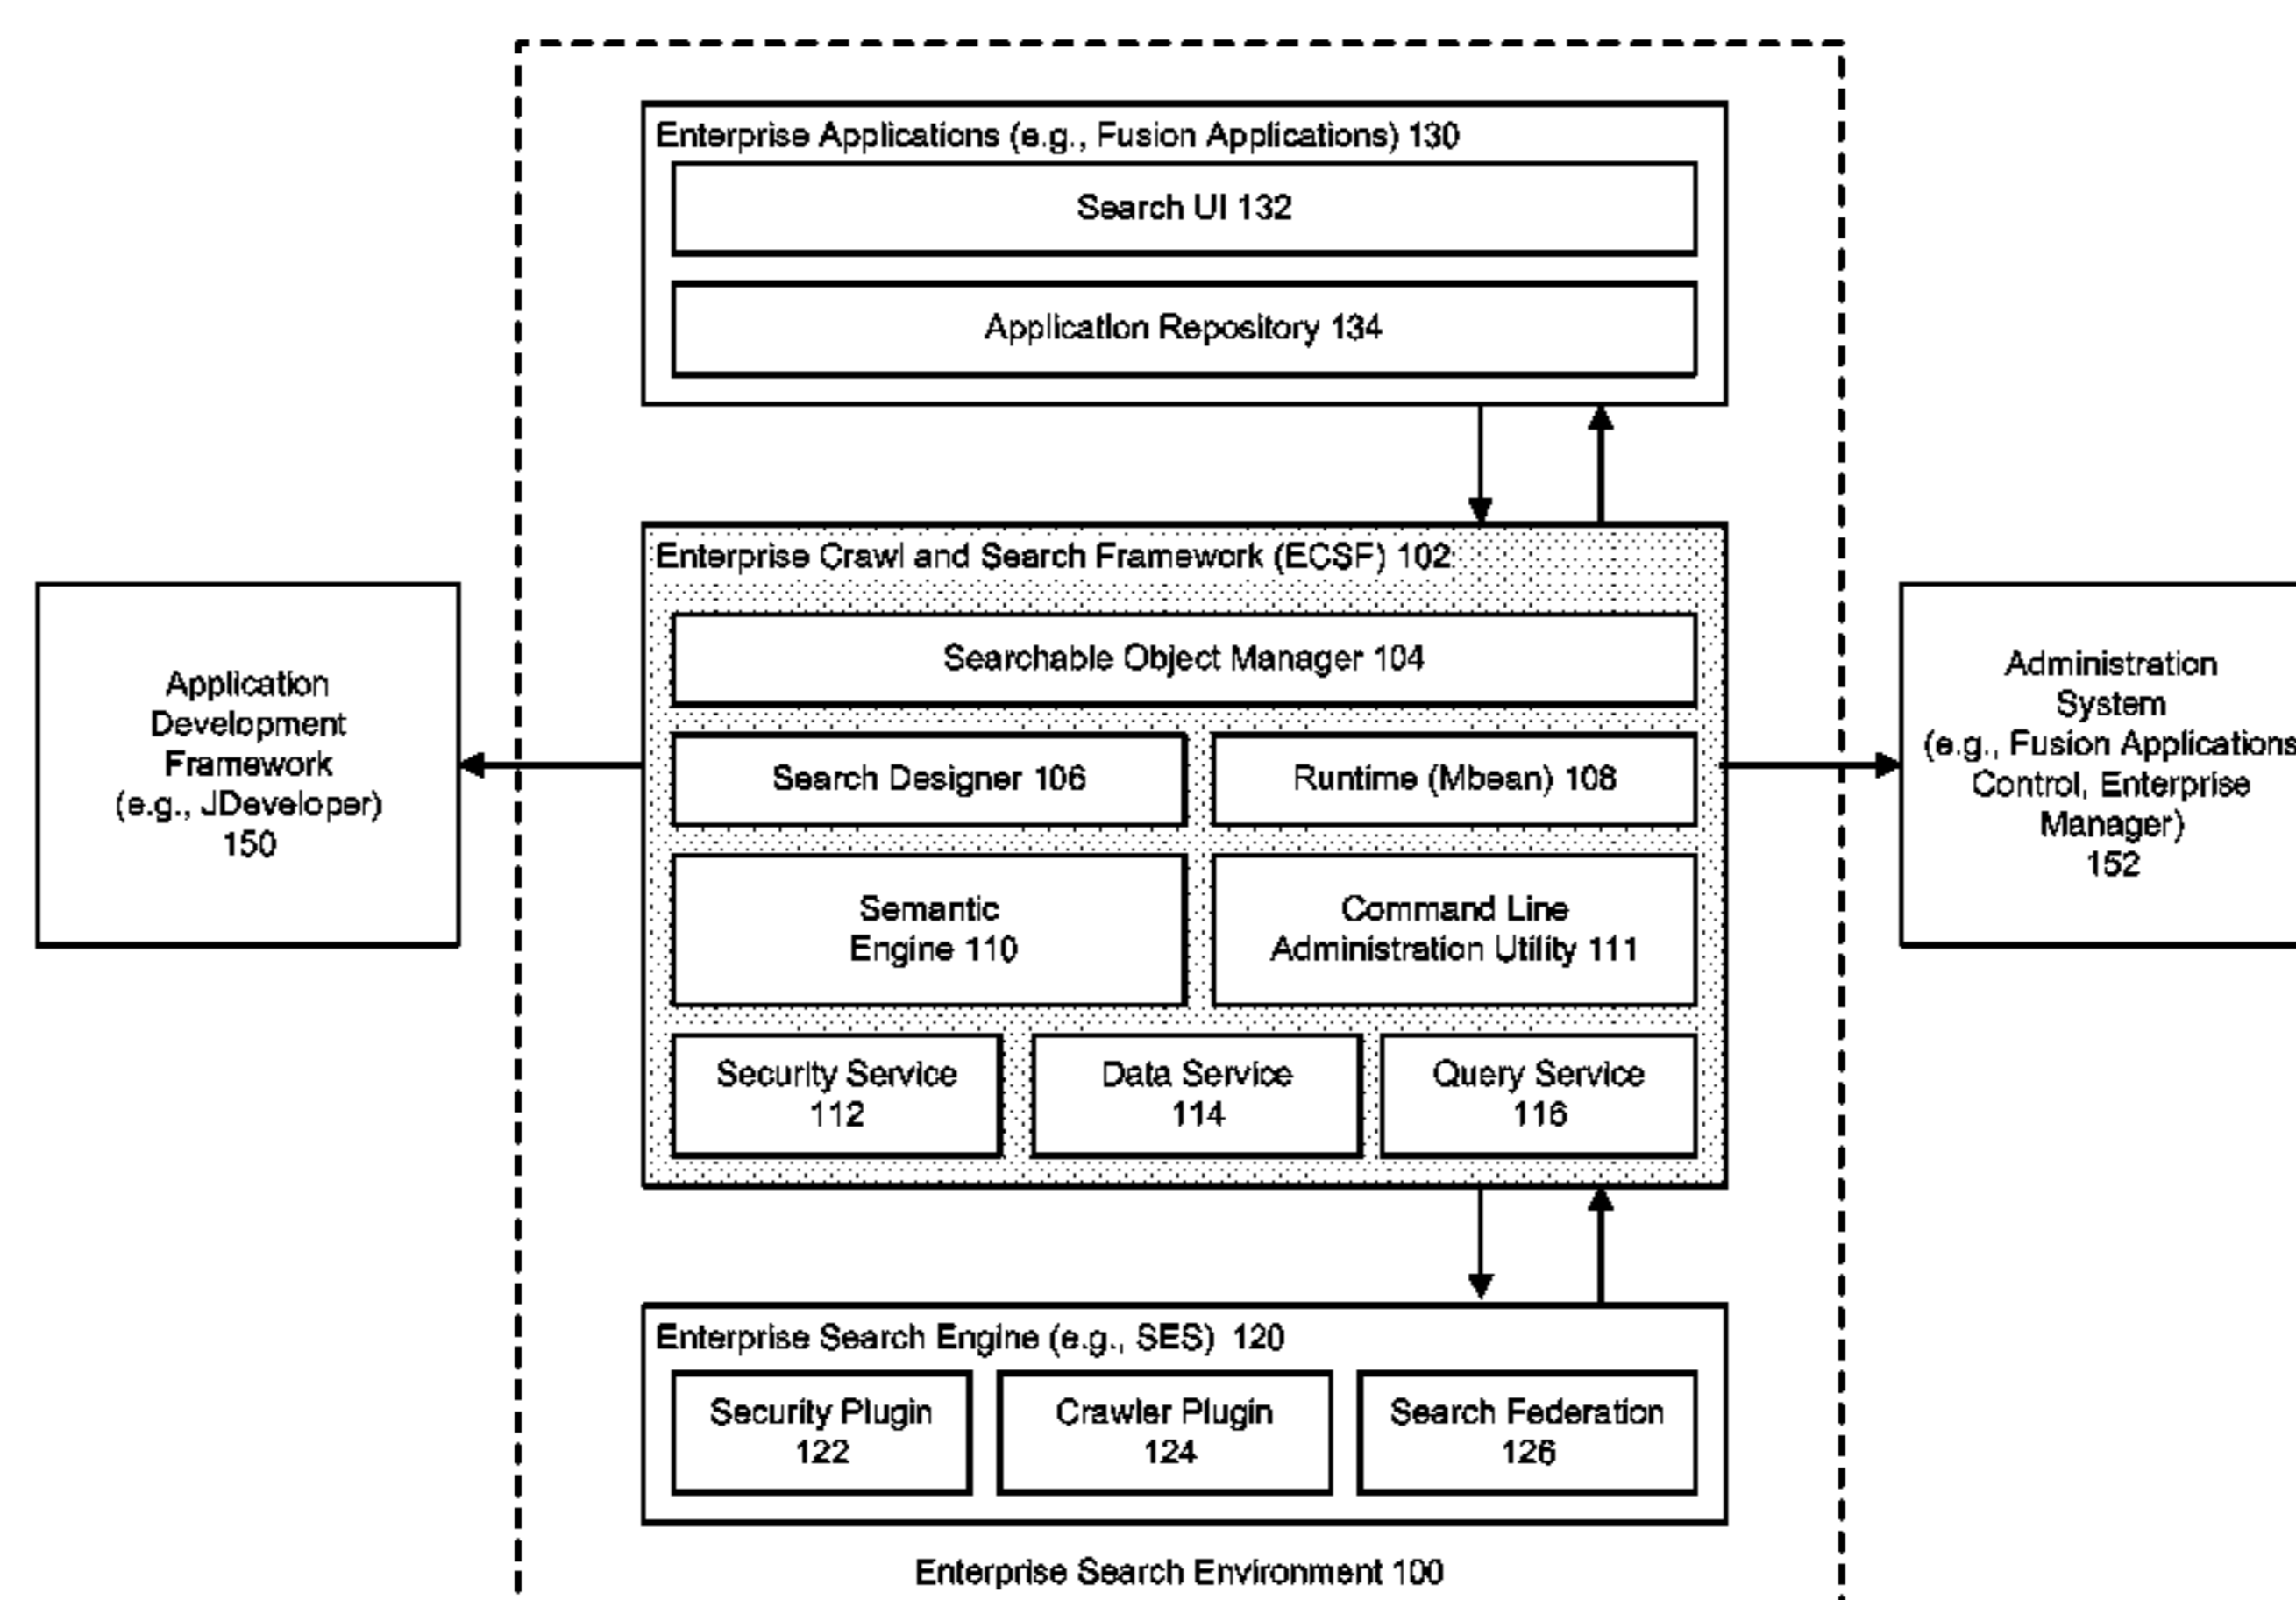 Enterprise Applications (e.g., Fusion Applications) 130
Search UI 132
Application Repository 134
Enterprise Crawl and Search Framework (ECSF) 102
Searchable Object Manager 104
Search Designer 106
Runtime (Mbean) 108
Semantic
Engine 110
Command Line
Administration Utility 111
Security Service
112
Data Service
114
Query Service
116
Application
Development
Framework
(e.g., JDeveloper)
150
Administration
System
(e.g., Fusion Applications
Control, Enterprise
Manager)
152
Enterprise Search Engine (e.g., SES) 120
Security Plugin
122
Crawler Plugin
124
Search Federation
126
Enterprise Search Environment 100